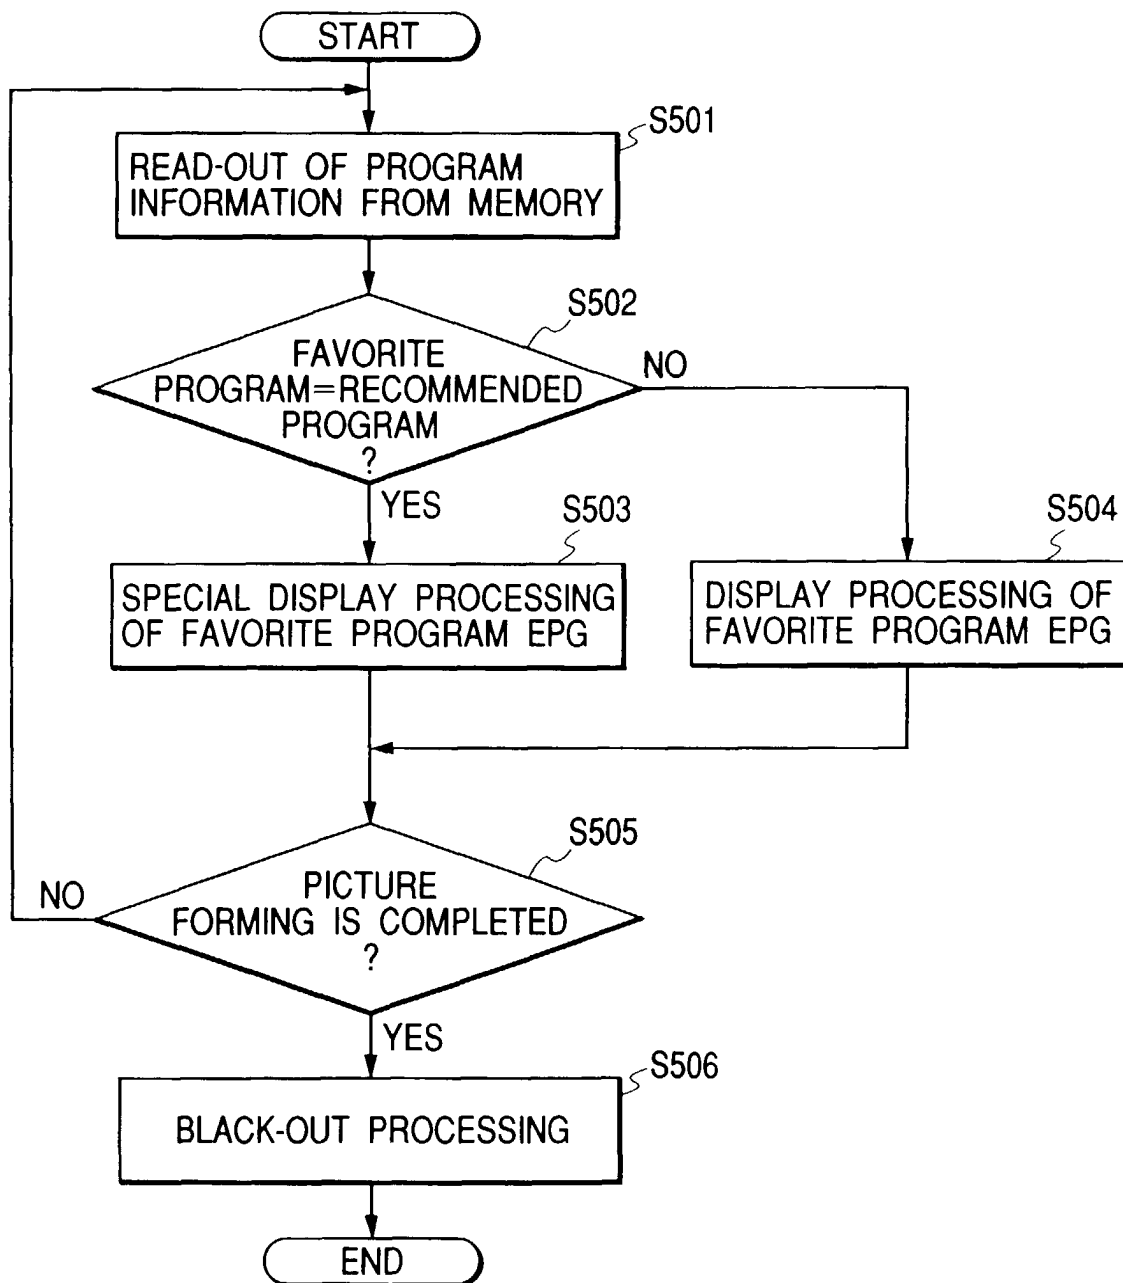 START
S501
READ-OUT OF PROGRAM
INFORMATION FROM MEMORY
S502
FAVORITE
PROGRAM=RECOMMENDED
PROGRAM
?
NO
YES
S503
SPECIAL DISPLAY PROCESSING
OF FAVORITE PROGRAM EPG
S504
DISPLAY PROCESSING OF
FAVORITE PROGRAM EPG
S505
PICTURE
FORMING IS COMPLETED
?
NO
YES
S506
BLACK-OUT PROCESSING
END